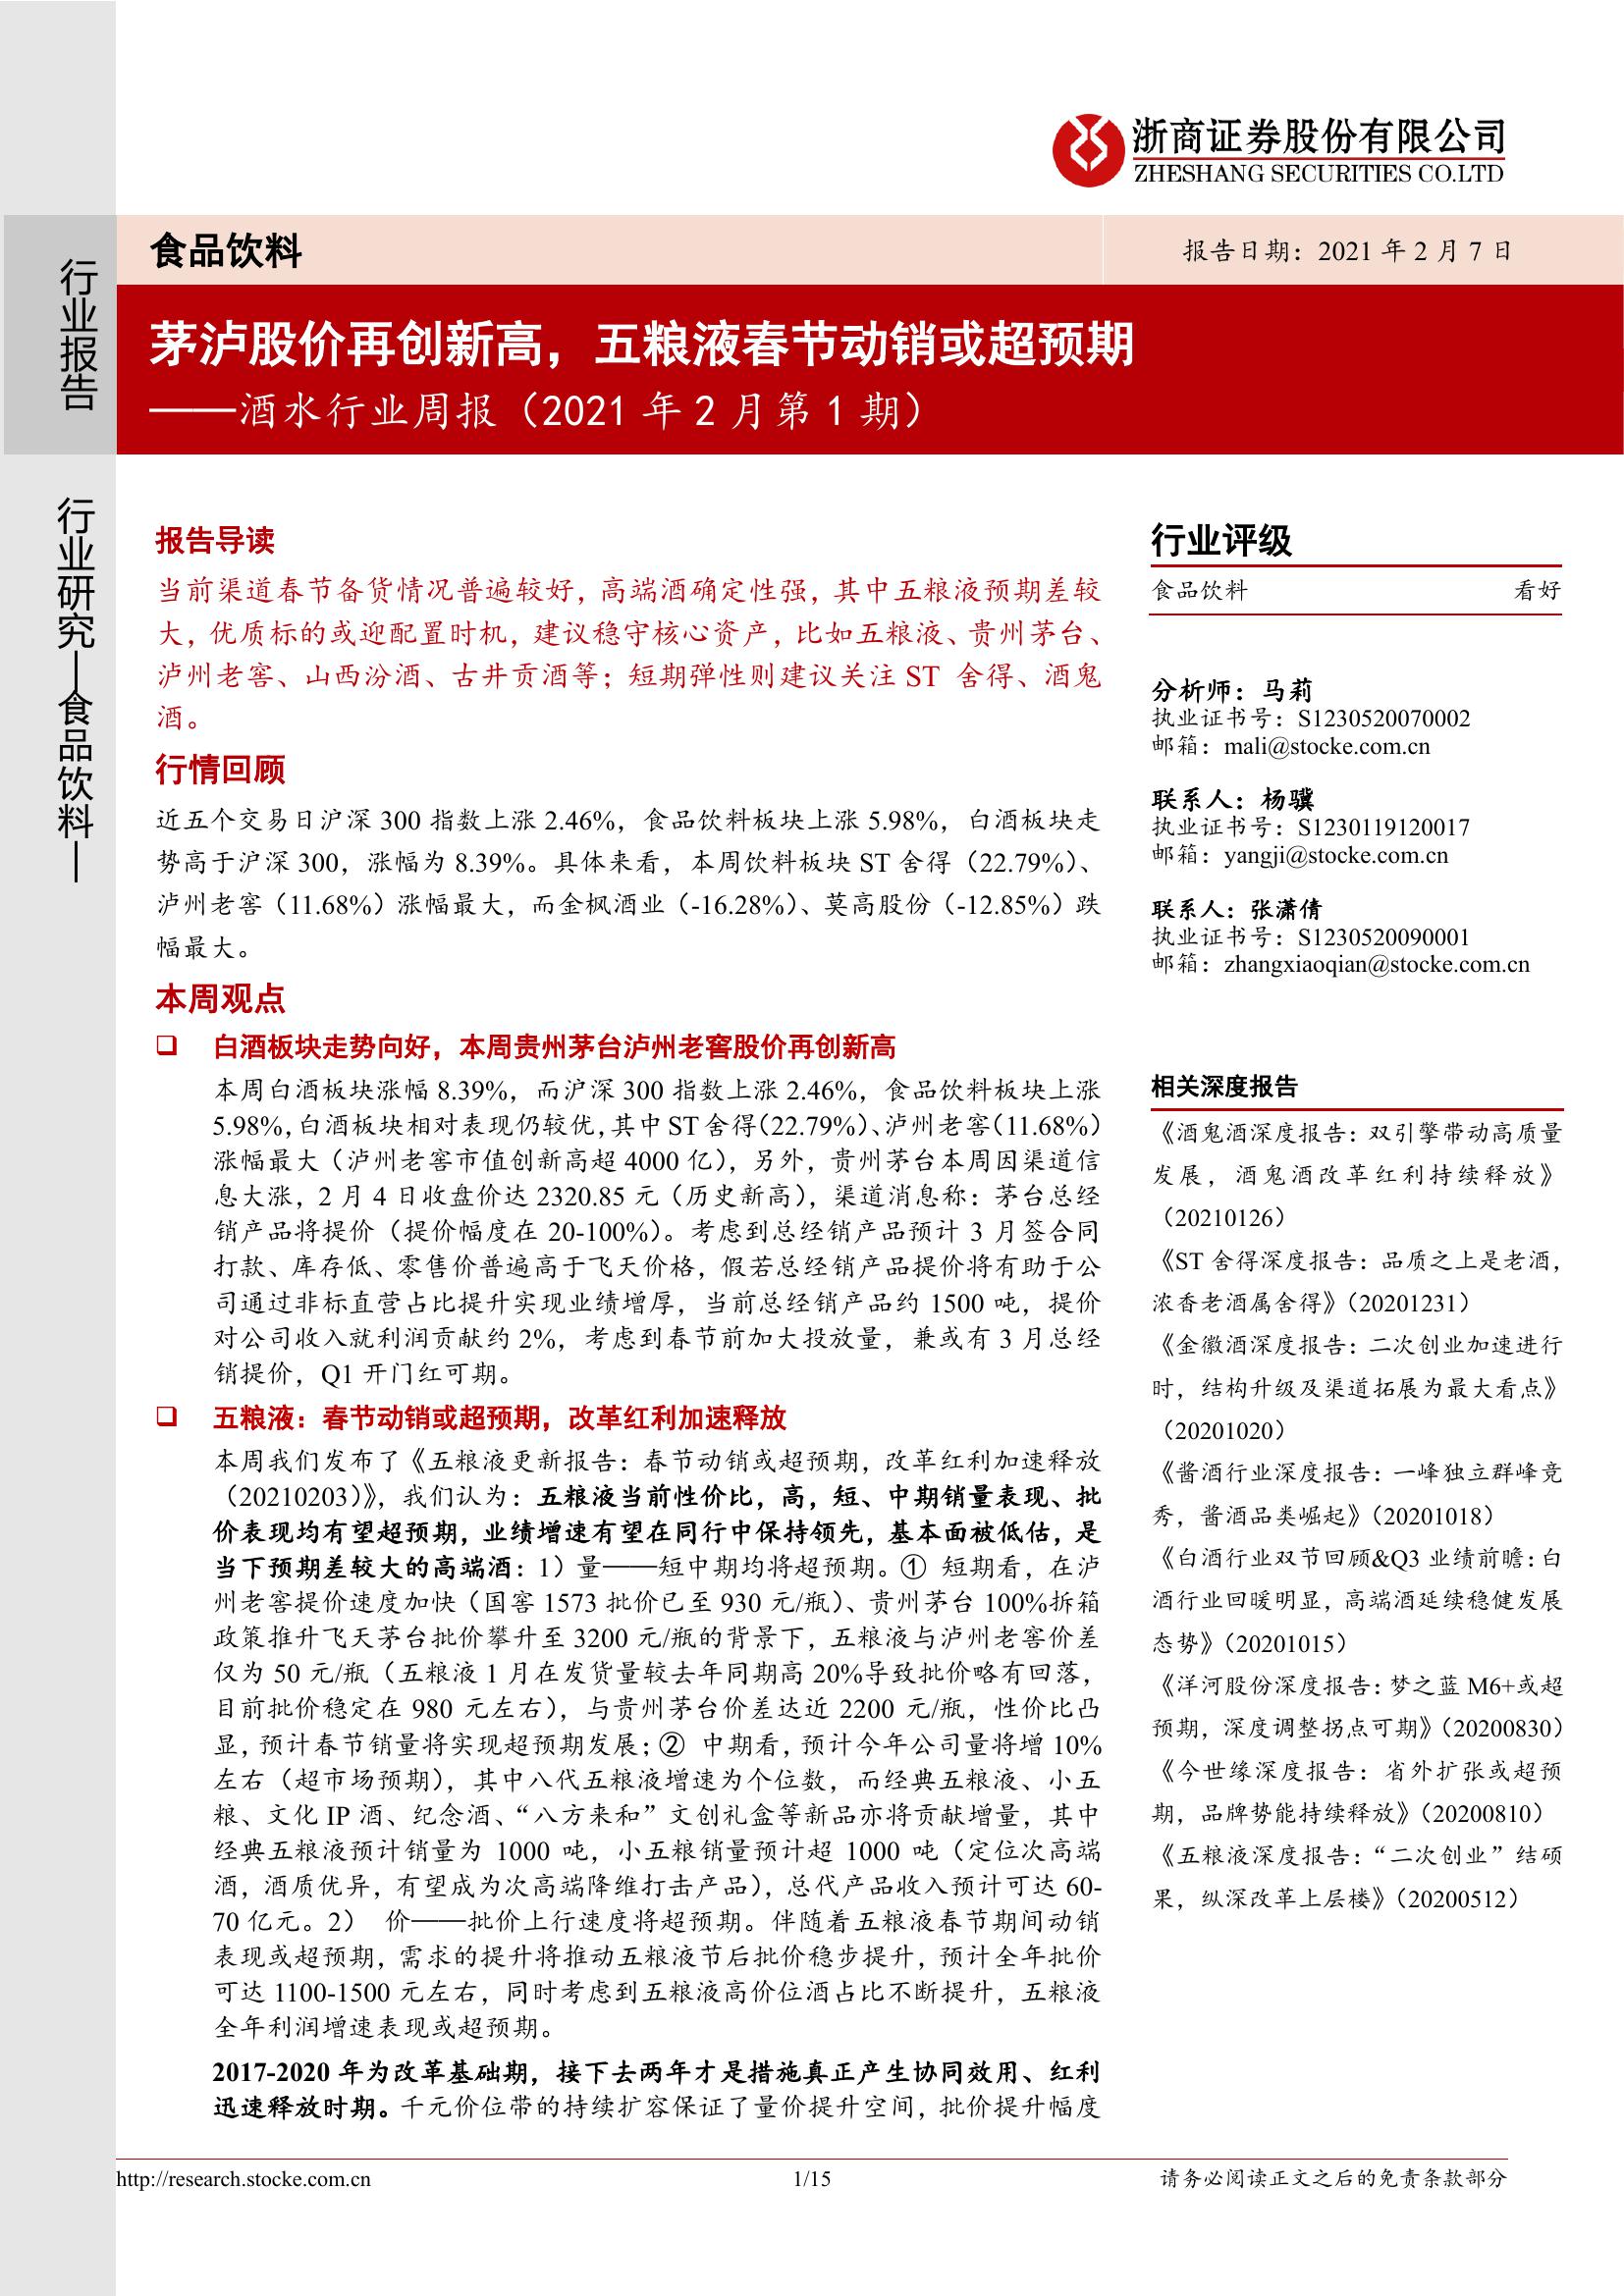 浙商证券股份有限公司
ZHESHANG SECURITIES CO.LTD
行业报告
行业研究—食品饮料—
食品饮料
报告日期：2021 年 2 月 7 日
茅泸股价再创新高，五粮液春节动销或超预期
——酒水行业周报（2021 年 2 月第 1 期）
报告导读
当前渠道春节备货情况普遍较好，高端酒确定性强，其中五粮液预期差较
大，优质标的或迎配置时机，建议稳守核心资产，比如五粮液、贵州茅台、
泸州老窖、山西汾酒、古井贡酒等；短期弹性则建议关注 ST 舍得、酒鬼
酒。
行情回顾
近五个交易日沪深 300 指数上涨 2.46%，食品饮料板块上涨 5.98%，白酒板块走
势高于沪深 300，涨幅为 8.39%。具体来看，本周饮料板块 ST 舍得（22.79%）、
泸州老窖（11.68%）涨幅最大，而金枫酒业（-16.28%）、莫高股份（-12.85%）跌
幅最大。
本周观点
❑ 白酒板块走势向好，本周贵州茅台泸州老窖股价再创新高
本周白酒板块涨幅 8.39%，而沪深 300 指数上涨 2.46%，食品饮料板块上涨
5.98%，白酒板块相对表现仍较优，其中 ST 舍得（22.79%）、泸州老窖（11.68%）
涨幅最大（泸州老窖市值创新高超 4000 亿），另外，贵州茅台本周因渠道信
息大涨，2 月 4 日收盘价达 2320.85 元（历史新高），渠道消息称：茅台总经
销产品将提价（提价幅度在 20-100%）。考虑到总经销产品预计 3 月签合同
打款、库存低、零售价普遍高于飞天价格，假若总经销产品提价将有助于公
司通过非标直营占比提升实现业绩增厚，当前总经销产品约 1500 吨，提价
对公司收入就利润贡献约 2%，考虑到春节前加大投放量，兼或有 3 月总经
销提价，Q1 开门红可期。
❑ 五粮液：春节动销或超预期，改革红利加速释放
本周我们发布了《五粮液更新报告：春节动销或超预期，改革红利加速释放
（20210203）》，我们认为：五粮液当前性价比，高，短、中期销量表现、批
价表现均有望超预期，业绩增速有望在同行中保持领先，基本面被低估，是
当下预期差较大的高端酒：1）量——短中期均将超预期。① 短期看，在泸
州老窖提价速度加快（国窖 1573 批价已至 930 元/瓶）、贵州茅台 100%拆箱
政策推升飞天茅台批价攀升至 3200 元/瓶的背景下，五粮液与泸州老窖价差
仅为 50 元/瓶（五粮液 1 月在发货量较去年同期高 20%导致批价略有回落，
目前批价稳定在 980 元左右），与贵州茅台价差达近 2200 元/瓶，性价比凸
显，预计春节销量将实现超预期发展；② 中期看，预计今年公司量将增 10%
左右（超市场预期），其中八代五粮液增速为个位数，而经典五粮液、小五
粮、文化 IP 酒、纪念酒、“八方来和”文创礼盒等新品亦将贡献增量，其中
经典五粮液预计销量为 1000 吨，小五粮销量预计超 1000 吨（定位次高端
酒，酒质优异，有望成为次高端降维打击产品），总代产品收入预计可达 60-
70 亿元。2） 价——批价上行速度将超预期。伴随着五粮液春节期间动销
表现或超预期，需求的提升将推动五粮液节后批价稳步提升，预计全年批价
可达 1100-1500 元左右，同时考虑到五粮液高价位酒占比不断提升，五粮液
全年利润增速表现或超预期。
2017-2020 年为改革基础期，接下去两年才是措施真正产生协同效用、红利
迅速释放时期。千元价位带的持续扩容保证了量价提升空间，批价提升幅度
行业评级
食品饮料 看好
分析师：马莉
执业证书号：S1230520070002
邮箱：mali@stocke.com.cn
联系人：杨骥
执业证书号：S1230119120017
邮箱：yangji@stocke.com.cn
联系人：张潇倩
执业证书号：S1230520090001
邮箱：zhangxiaoqian@stocke.com.cn
相关深度报告
《酒鬼酒深度报告：双引擎带动高质量
发展，酒鬼酒改革红利持续释放》
（20210126）
《ST 舍得深度报告：品质之上是老酒，
浓香老酒属舍得》（20201231）
《金徽酒深度报告：二次创业加速进行
时，结构升级及渠道拓展为最大看点》
（20201020）
《酱酒行业深度报告：一峰独立群峰竞
秀，酱酒品类崛起》（20201018）
《白酒行业双节回顾&Q3 业绩前瞻：白
酒行业回暖明显，高端酒延续稳健发展
态势》（20201015）
《洋河股份深度报告：梦之蓝 M6+或超
预期，深度调整拐点可期》（20200830）
《今世缘深度报告：省外扩张或超预
期，品牌势能持续释放》（20200810）
《五粮液深度报告：“二次创业”结硕
果，纵深改革上层楼》（20200512）
http://research.stocke.com.cn
1/15
请务必阅读正文之后的免责条款部分